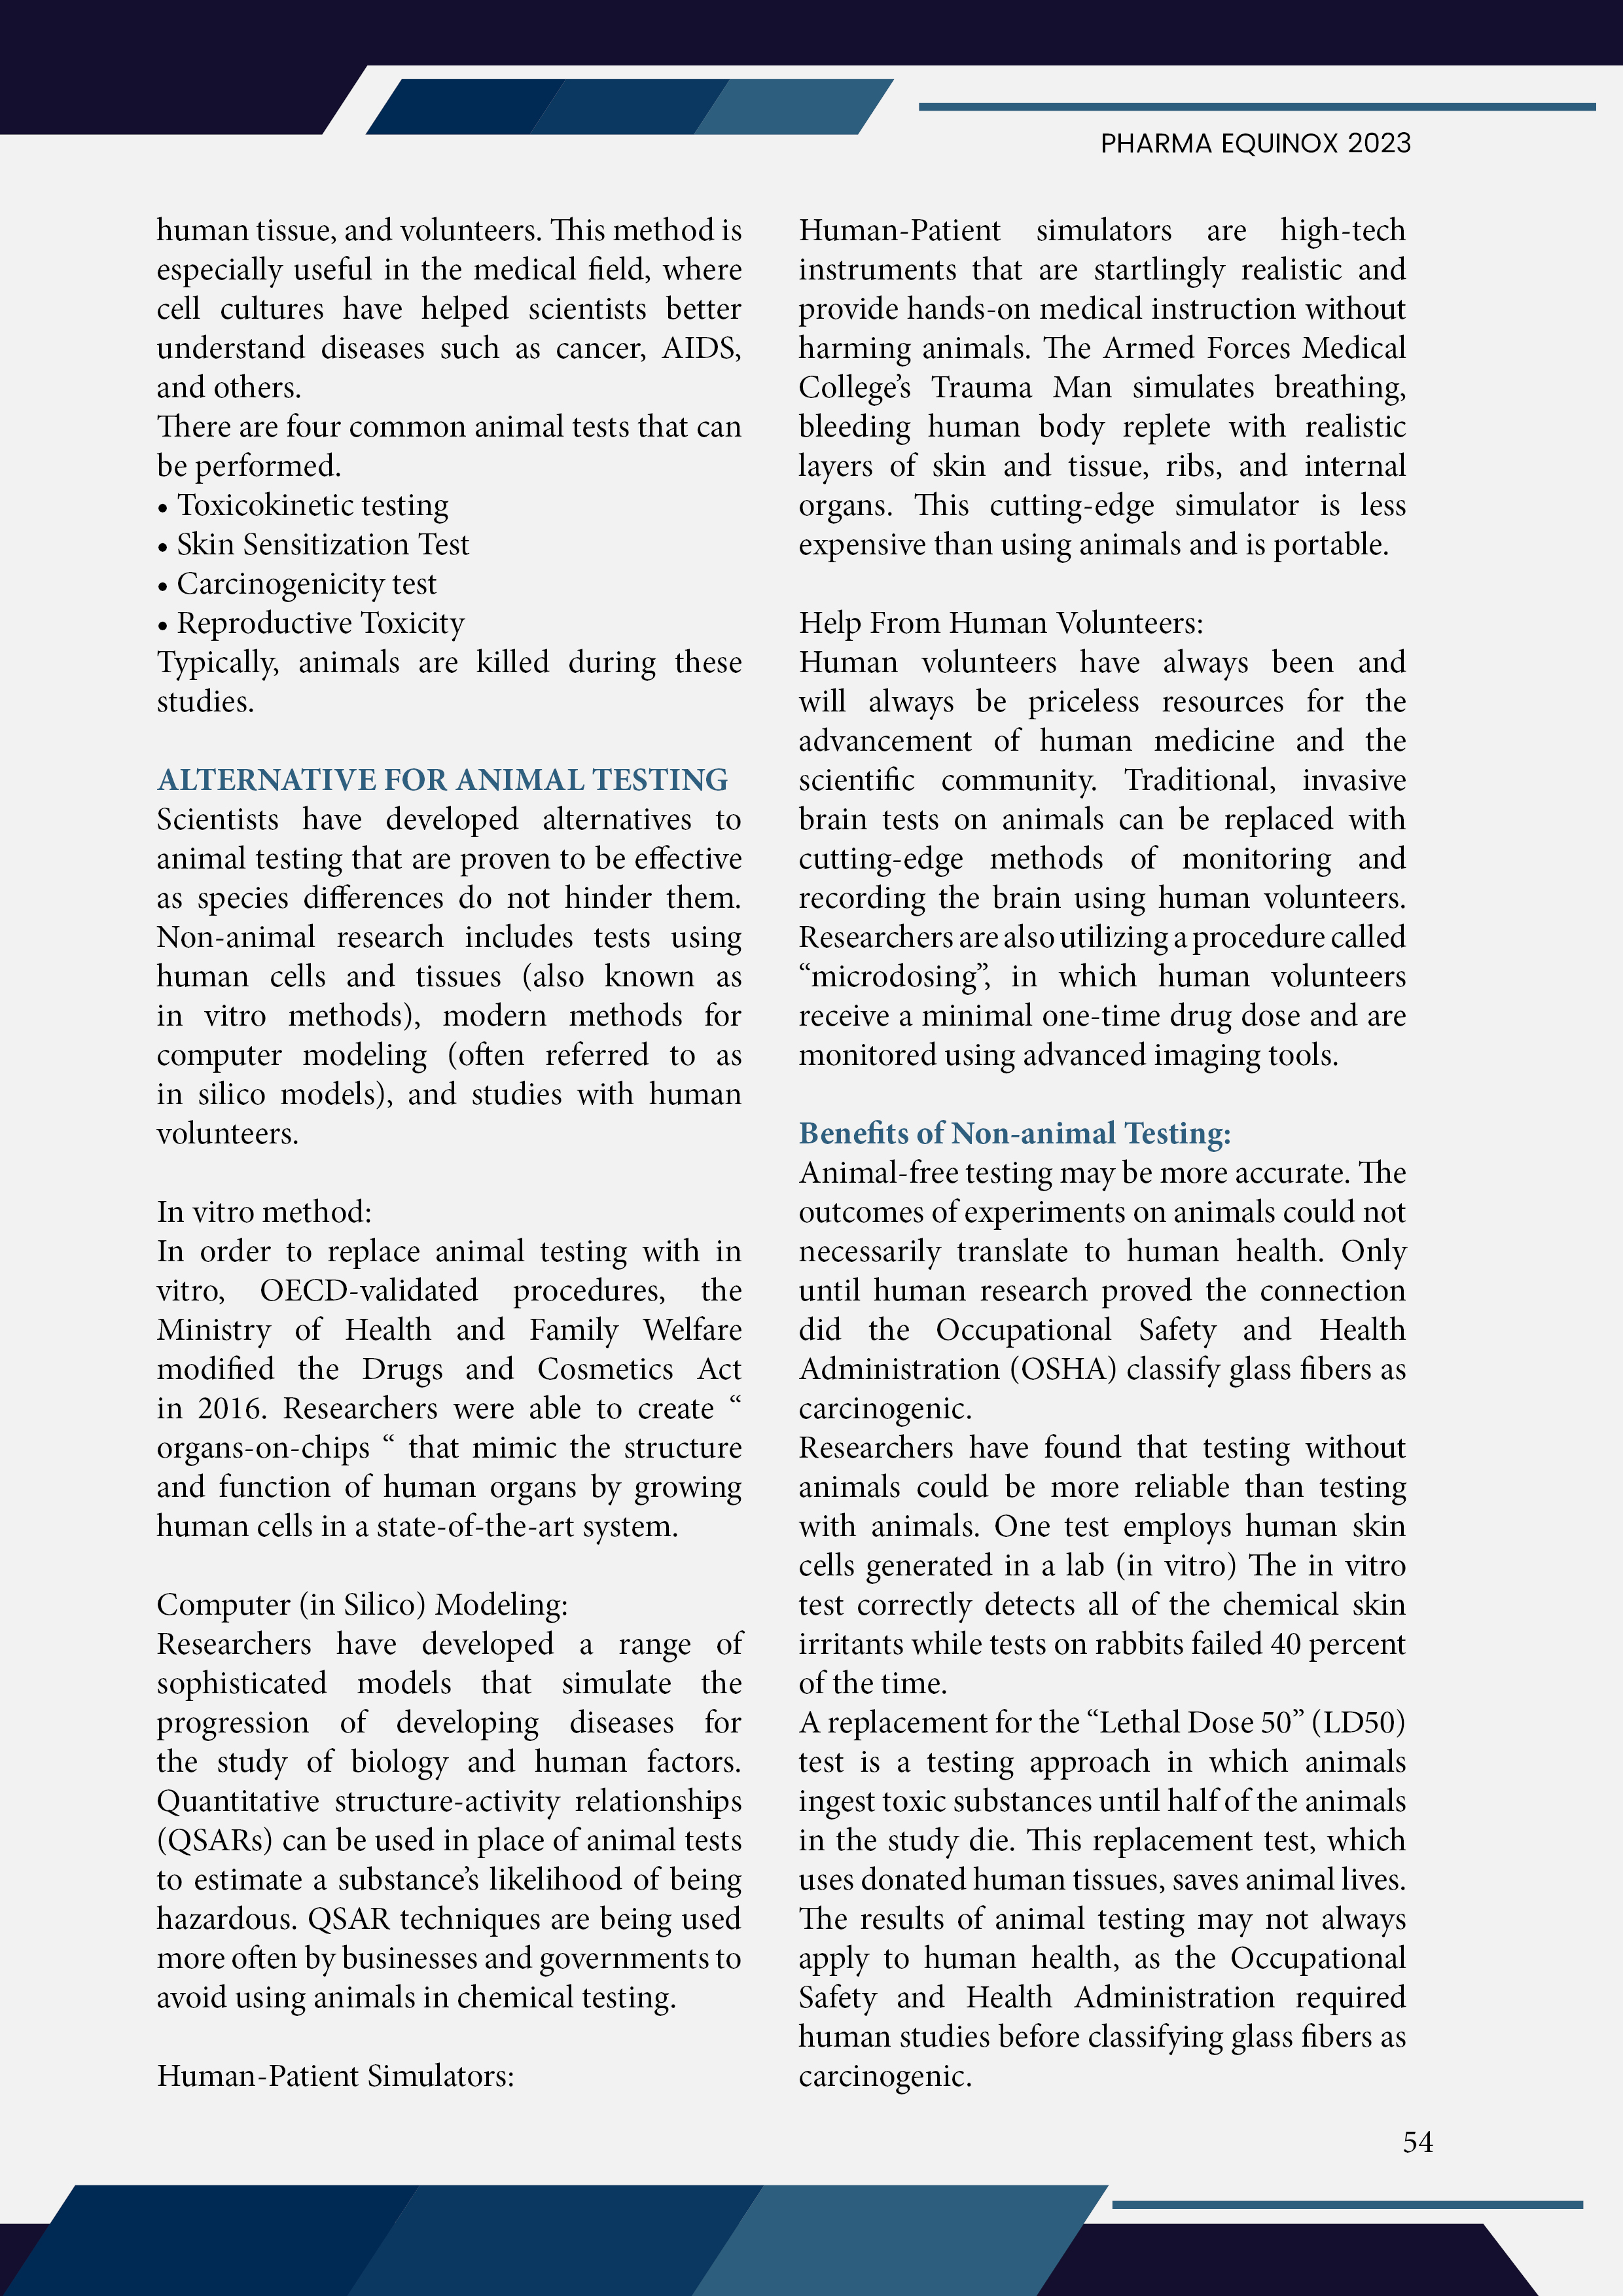 PHARMA EQUINOX 2023
human tissue, and volunteers. This method is
especially useful in the medical field, where
cell cultures have helped scientists better
understand diseases such as cancer, AIDS,
and others.
There are four common animal tests that can
be performed.
• Toxicokinetic testing
• Skin Sensitization Test
• Carcinogenicity test
• Reproductive Toxicity
Typically, animals are killed during these
studies.
ALTERNATIVE FOR ANIMAL TESTING
Scientists have developed alternatives to
animal testing that are proven to be effective
as species differences do not hinder them.
Non-animal research includes tests using
human cells and tissues (also known as
in vitro methods), modern methods for
computer modeling (often referred to as
in silico models), and studies with human
volunteers.
In vitro method:
In order to replace animal testing with in
vitro, OECD-validated procedures, the
Ministry of Health and Family Welfare
modified the Drugs and Cosmetics Act
in 2016. Researchers were able to create “
organs-on-chips “ that mimic the structure
and function of human organs by growing
human cells in a state-of-the-art system.
Computer (in Silico) Modeling:
Researchers have developed a range of
sophisticated models that simulate the
progression of developing diseases for
the study of biology and human factors.
Quantitative structure-activity relationships
(QSARs) can be used in place of animal tests
to estimate a substance’s likelihood of being
hazardous. QSAR techniques are being used
more often by businesses and governments to
avoid using animals in chemical testing.
Human-Patient Simulators:
Human-Patient simulators are high-tech
instruments that are startlingly realistic and
provide hands-on medical instruction without
harming animals. The Armed Forces Medical
College’s Trauma Man simulates breathing,
bleeding human body replete with realistic
layers of skin and tissue, ribs, and internal
organs. This cutting-edge simulator is less
expensive than using animals and is portable.
Help From Human Volunteers:
Human volunteers have always been and
will always be priceless resources for the
advancement of human medicine and the
scientific community. Traditional, invasive
brain tests on animals can be replaced with
cutting-edge methods of monitoring and
recording the brain using human volunteers.
Researchers are also utilizing a procedure called
“microdosing”, in which human volunteers
receive a minimal one-time drug dose and are
monitored using advanced imaging tools.
Benefits of Non-animal Testing:
Animal-free testing may be more accurate. The
outcomes of experiments on animals could not
necessarily translate to human health. Only
until human research proved the connection
did the Occupational Safety and Health
Administration (OSHA) classify glass fibers as
carcinogenic.
Researchers have found that testing without
animals could be more reliable than testing
with animals. One test employs human skin
cells generated in a lab (in vitro) The in vitro
test correctly detects all of the chemical skin
irritants while tests on rabbits failed 40 percent
of the time.
A replacement for the “Lethal Dose 50” (LD50)
test is a testing approach in which animals
ingest toxic substances until half of the animals
in the study die. This replacement test, which
uses donated human tissues, saves animal lives.
The results of animal testing may not always
apply to human health, as the Occupational
Safety and Health Administration required
human studies before classifying glass fibers as
carcinogenic.
54